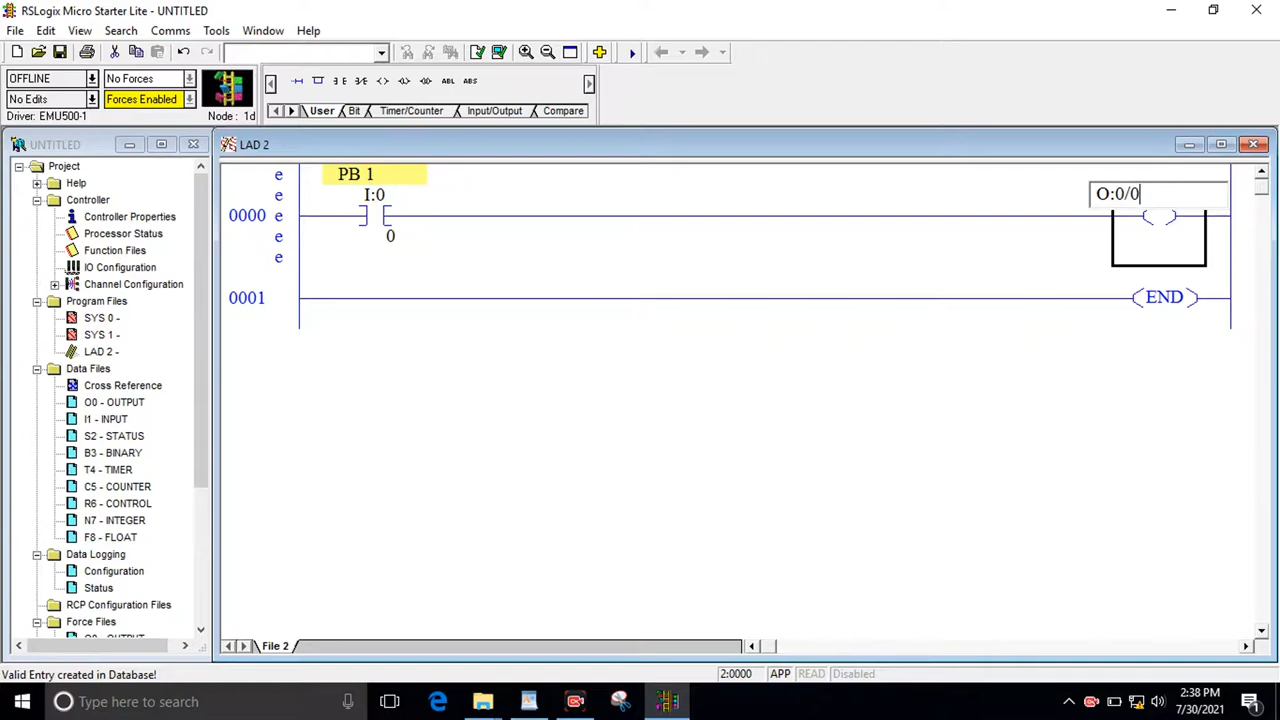 RSLogix Micro Starter Lite - UNTITLED
File Edit View Search Comms Tools Window Help
OFFLINE No Forces
No Edits Forces Enabled
Driver: EMU500-1 Node : 1d
ABL ABS
User Bit Timer/Counter Input/Output Compare
UNTITLED
Project
Help
Controller
Controller Properties
Processor Status
Function Files
IO Configuration
Channel Configuration
Program Files
SYS 0 -
SYS 1 -
LAD 2 -
Data Files
Cross Reference
O0 - OUTPUT
I1 - INPUT
S2 - STATUS
B3 - BINARY
T4 - TIMER
C5 - COUNTER
R6 - CONTROL
N7 - INTEGER
F8 - FLOAT
Data Logging
Configuration
Status
RCP Configuration Files
Force Files
LAD 2
e PB 1
e I:0 O:0/0
0000 e
e 0
e
0001 END
File 2
Valid Entry created in Database!
2:0000 APP READ Disabled
Type here to search
2:38 PM
7/30/2021
1